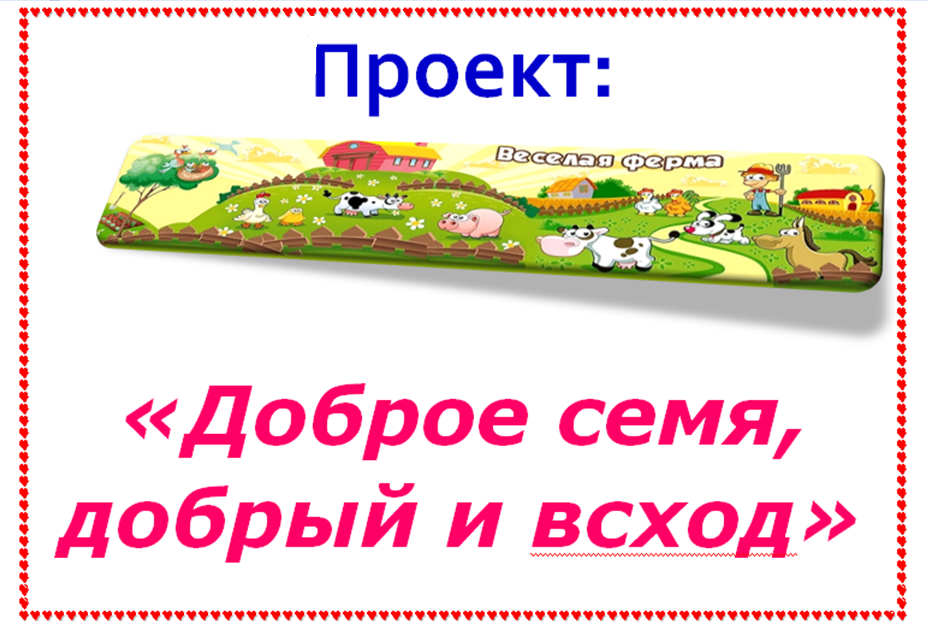 Проект:
Веселая ферма
«Доброе семя,
добрый и всход»